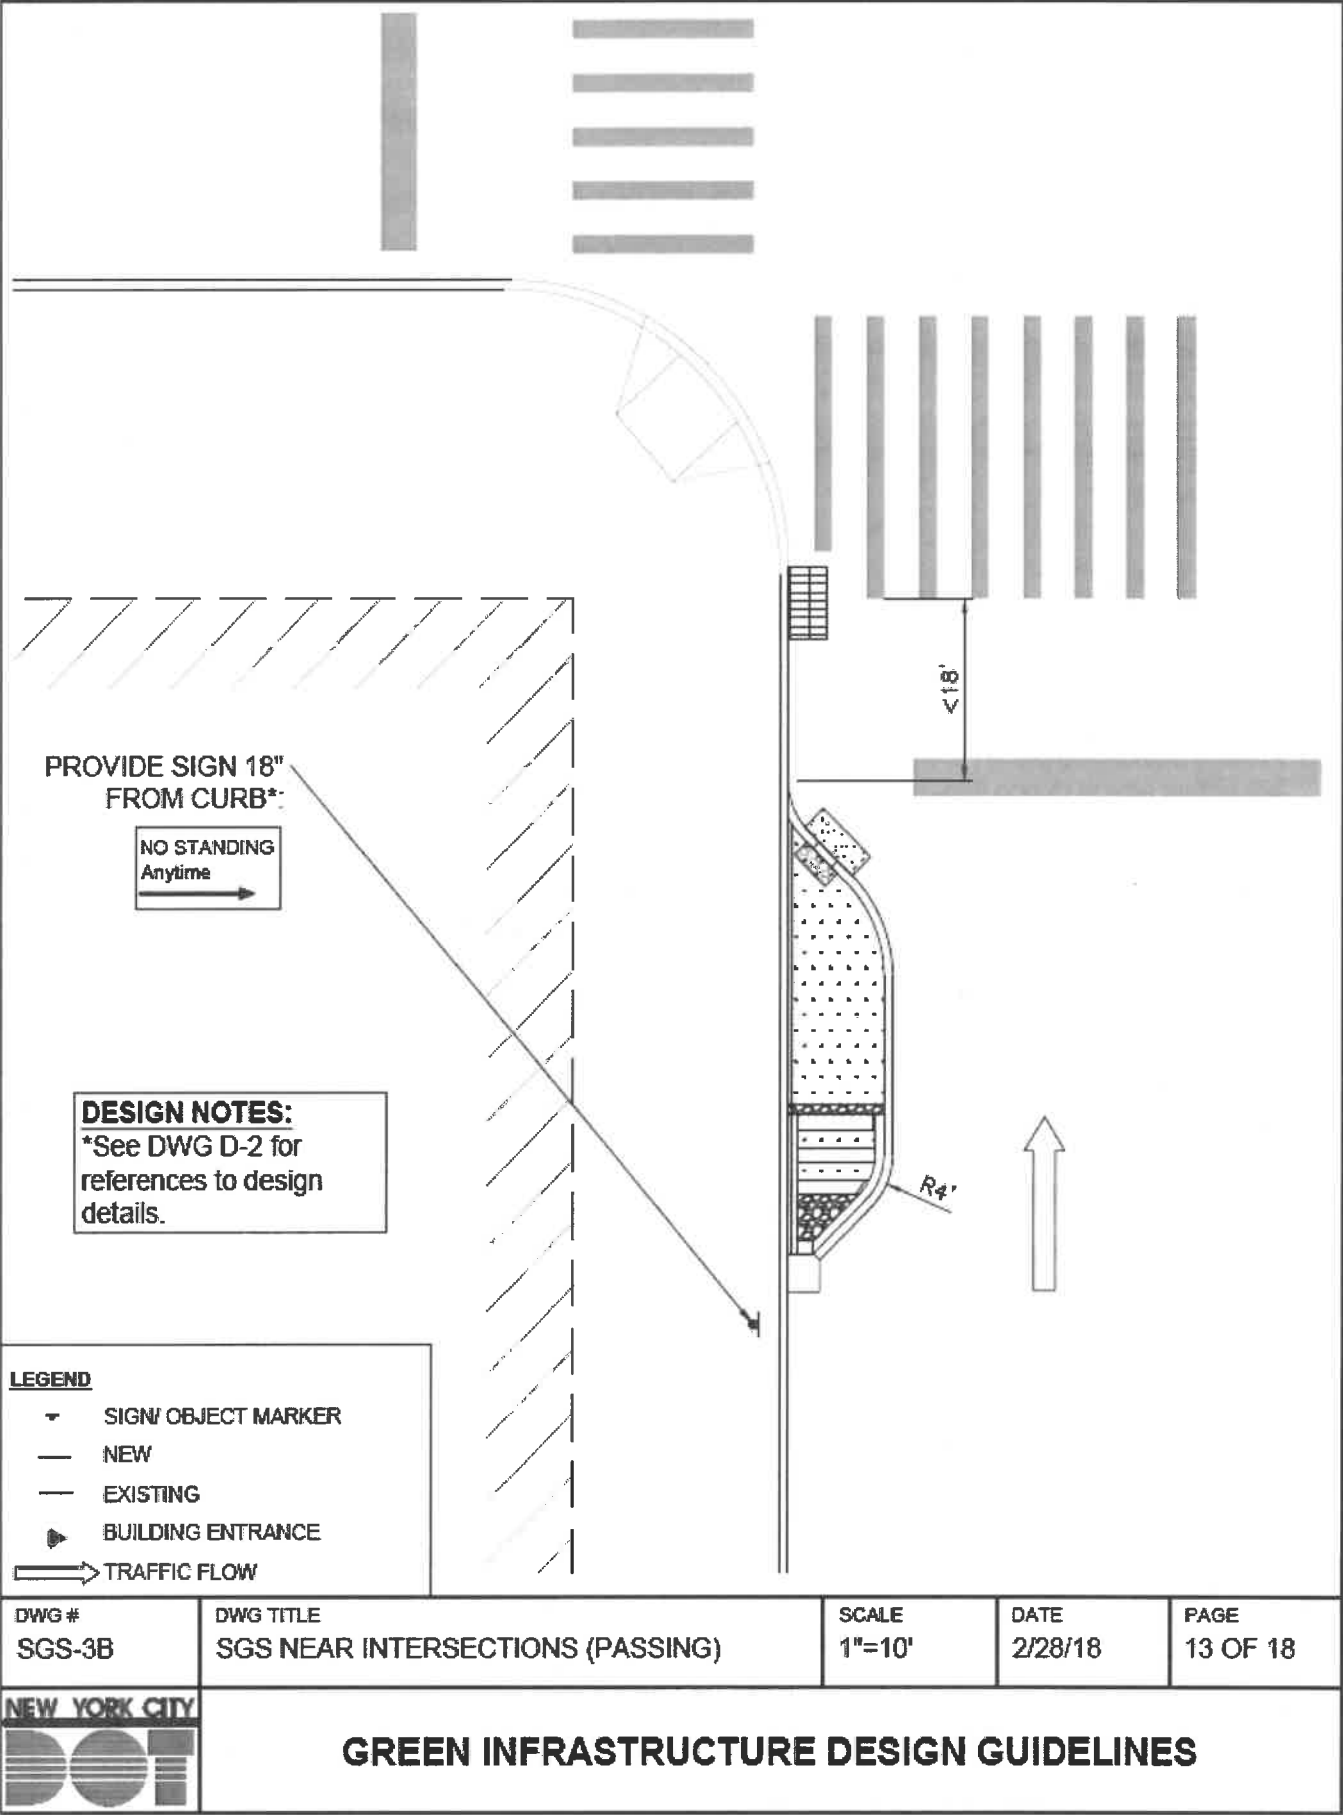 <18'
PROVIDE SIGN 18"
FROM CURB*:
NO STANDING
Anytime
DESIGN NOTES:
*See DWG D-2 for
references to design
details.
R4'
LEGEND
SIGN/ OBJECT MARKER
NEW
EXISTING
BUILDING ENTRANCE
TRAFFIC FLOW
DWG #
SGS-3B
DWG TITLE
SGS NEAR INTERSECTIONS (PASSING)
SCALE
1"=10'
DATE
2/28/18
PAGE
13 OF 18
NEW YORK CITY
DOT
GREEN INFRASTRUCTURE DESIGN GUIDELINES